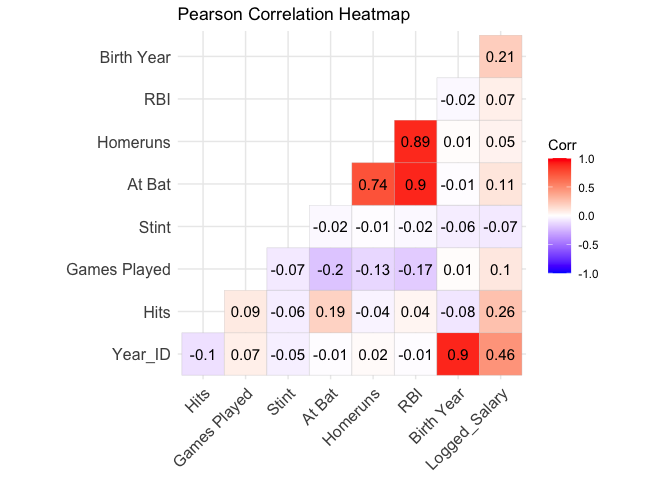 Pearson Correlation Heatmap
Birth Year 0.21
RBI -0.02 0.07
Homeruns 0.89 0.01 0.05
At Bat 0.74 0.9 -0.01 0.11
Stint -0.02 -0.01 -0.02 -0.06 -0.07
Games Played -0.07 -0.2 -0.13 -0.17 0.01 0.1
Hits 0.09 -0.06 0.19 -0.04 0.04 -0.08 0.26
Year_ID -0.1 0.07 -0.05 -0.01 0.02 -0.01 0.9 0.46
Hits Games Played Stint At Bat Homeruns RBI Birth Year Logged_Salary
Corr
1.0
0.5
0.0
-0.5
-1.0